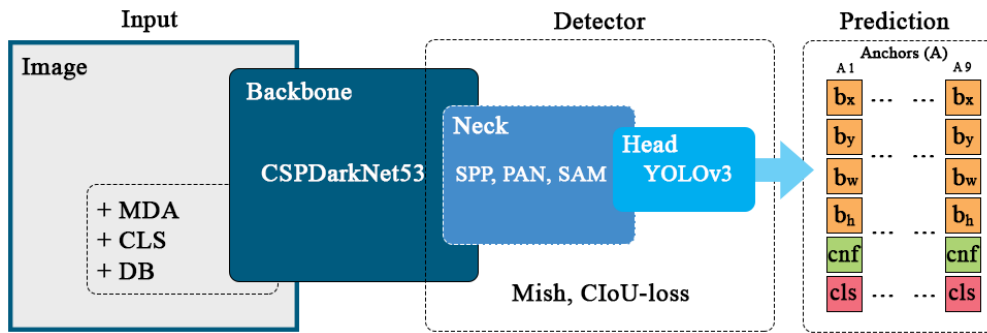 Input
Detector
Prediction
Image
Backbone
CSPDarkNet53
+ MDA
+ CLS
+ DB
Neck
SPP, PAN, SAM
Head
YOLOv3
Mish, CIoU-loss
Anchors (A)
A 1 A 9
bx ... ... bx
by ... ... by
bw bw
bh ... ... bh
cnf cnf
cls ... ... cls